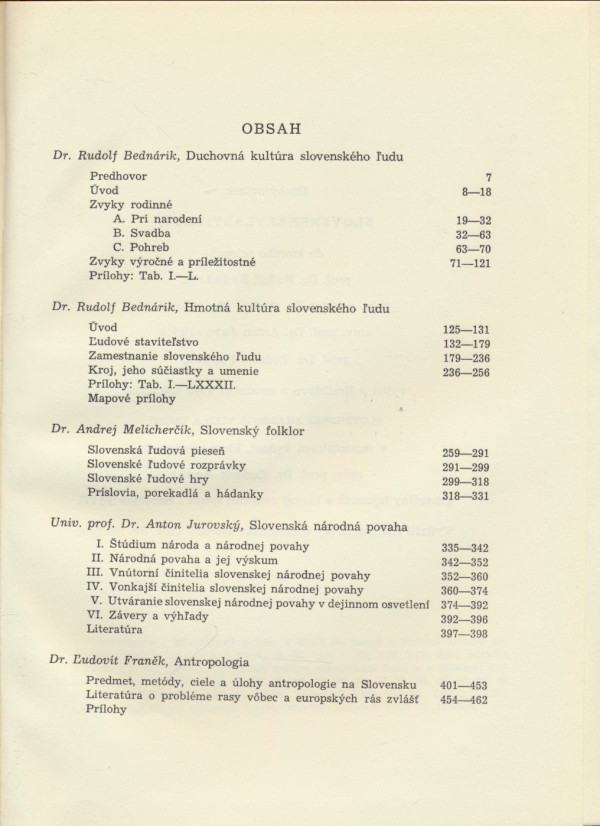 OBSAH
Dr. Rudolf Bednárik, Duchovná kultúra slovenského ľudu
Predhovor 7
Úvod 8—18
Zvyky rodinné
A. Pri narodení 19—32
B. Svadba 32—63
C. Pohreb 63—70
Zvyky výročné a príležitostné 71—121
Prílohy: Tab. I.—L.
Dr. Rudolf Bednárik, Hmotná kultúra slovenského ľudu
Úvod 125—131
Ľudové staviteľstvo 132—179
Zamestnanie slovenského ľudu 179—236
Kroj, jeho súčiastky a umenie 236—256
Prílohy: Tab. I.—LXXXII.
Mapové prílohy
Dr. Andrej Melicherčík, Slovenský folklor
Slovenská ľudová pieseň 259—291
Slovenské ľudové rozprávky 291—299
Slovenské ľudové hry 299—318
Príslovia, porekadlá a hádanky 318—331
Univ. prof. Dr. Anton Jurovský, Slovenská národná povaha
I. Štúdium národa a národnej povahy 335—342
II. Národná povaha a jej výskum 342—352
III. Vnútorní činitelia slovenskej národnej povahy 352—360
IV. Vonkajší činitelia slovenskej národnej povahy 360—374
V. Utváranie slovenskej národnej povahy v dejinnom osvetlení 374—392
VI. Závery a výhľady 392—396
Literatúra 397—398
Dr. Ľudovít Franěk, Antropologia
Predmet, metódy, ciele a úlohy antropologie na Slovensku 401—453
Literatúra o probléme rasy vôbec a europských rás zvlášť 454—462
Prílohy